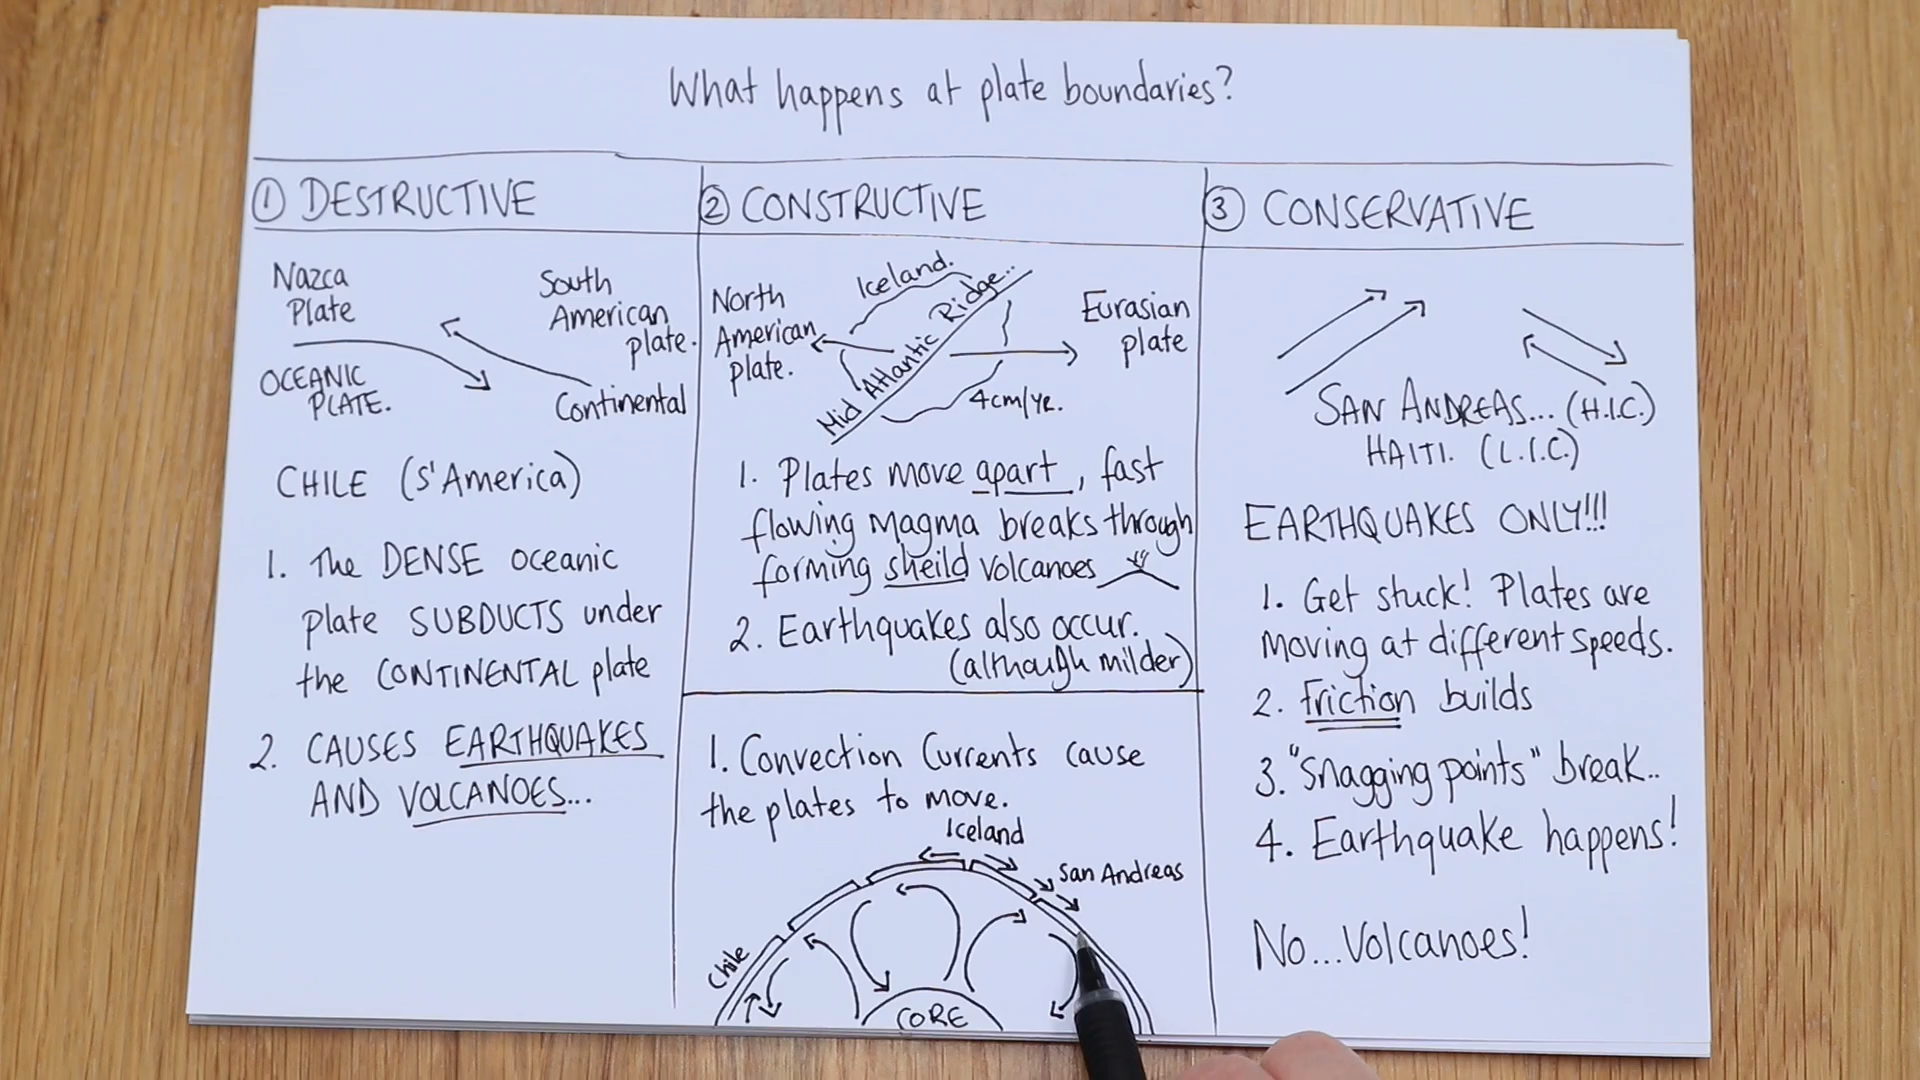 What happens at plate boundaries?
① DESTRUCTIVE
Nazca
Plate
South
American
plate.
OCEANIC
PLATE.
Continental
CHILE (S'America)
1. The DENSE oceanic
plate SUBDUCTS under
the CONTINENTAL plate
2. CAUSES EARTHQUAKES
AND VOLCANOES...
② CONSTRUCTIVE
Iceland.
North
American
plate.
Mid Atlantic Ridge...
Eurasian
plate
4cm/yr.
1. Plates move apart, fast
flowing magma breaks through
forming sheild volcanoes
2. Earthquakes also occur.
(although milder)
1. Convection Currents cause
the plates to move.
Iceland
San Andreas
Chile
CORE
③ CONSERVATIVE
SAN ANDREAS... (H.I.C.)
HAITI. (L.I.C.)
EARTHQUAKES ONLY!!!
1. Get stuck! Plates are
moving at different speeds.
2. friction builds
3. "Snagging points" break..
4. Earthquake happens!
No...Volcanoes!